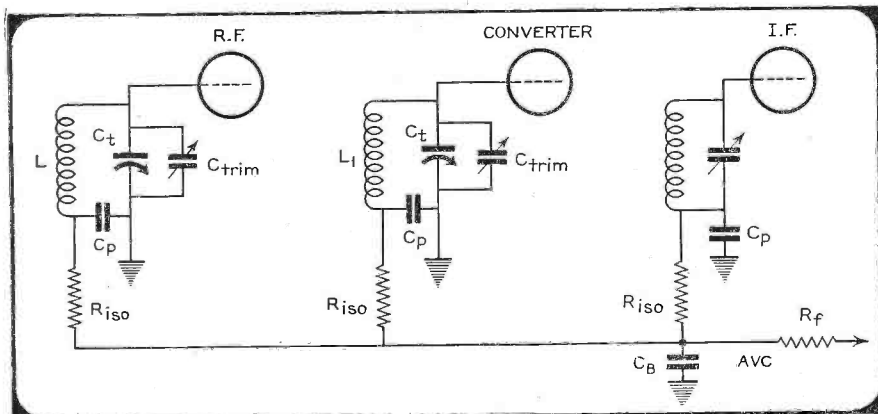 R.F.
CONVERTER
I.F.
Ct
L
Ctrim
Cp
Riso
Ct
L1
Ctrim
Cp
Riso
Cp
Riso
Rf
CB
AVC